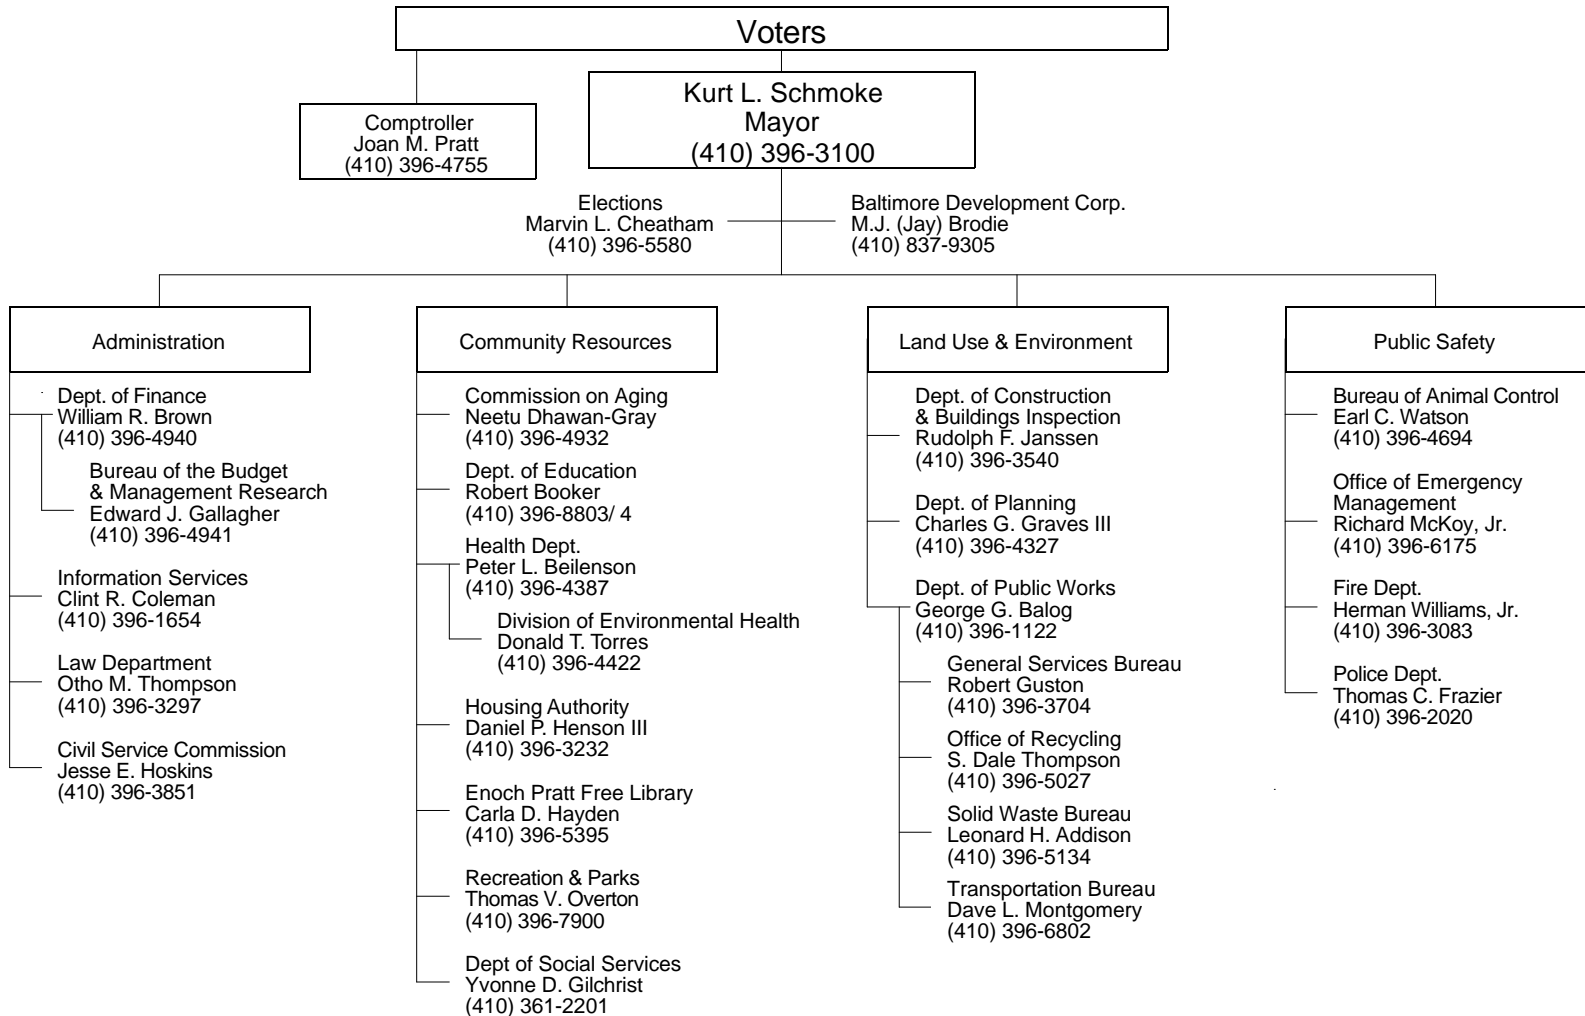 Voters
Comptroller
Joan M. Pratt
(410) 396-4755
Kurt L. Schmoke
Mayor
(410) 396-3100
Elections
Marvin L. Cheatham
(410) 396-5580
Baltimore Development Corp.
M.J. (Jay) Brodie
(410) 837-9305
Administration
Dept. of Finance
William R. Brown
(410) 396-4940
Bureau of the Budget
& Management Research
Edward J. Gallagher
(410) 396-4941
Information Services
Clint R. Coleman
(410) 396-1654
Law Department
Otho M. Thompson
(410) 396-3297
Civil Service Commission
Jesse E. Hoskins
(410) 396-3851
Community Resources
Commission on Aging
Neetu Dhawan-Gray
(410) 396-4932
Dept. of Education
Robert Booker
(410) 396-8803/ 4
Health Dept.
Peter L. Beilenson
(410) 396-4387
Division of Environmental Health
Donald T. Torres
(410) 396-4422
Housing Authority
Daniel P. Henson III
(410) 396-3232
Enoch Pratt Free Library
Carla D. Hayden
(410) 396-5395
Recreation & Parks
Thomas V. Overton
(410) 396-7900
Dept of Social Services
Yvonne D. Gilchrist
(410) 361-2201
Land Use & Environment
Dept. of Construction
& Buildings Inspection
Rudolph F. Janssen
(410) 396-3540
Dept. of Planning
Charles G. Graves III
(410) 396-4327
Dept. of Public Works
George G. Balog
(410) 396-1122
General Services Bureau
Robert Guston
(410) 396-3704
Office of Recycling
S. Dale Thompson
(410) 396-5027
Solid Waste Bureau
Leonard H. Addison
(410) 396-5134
Transportation Bureau
Dave L. Montgomery
(410) 396-6802
Public Safety
Bureau of Animal Control
Earl C. Watson
(410) 396-4694
Office of Emergency
Management
Richard McKoy, Jr.
(410) 396-6175
Fire Dept.
Herman Williams, Jr.
(410) 396-3083
Police Dept.
Thomas C. Frazier
(410) 396-2020